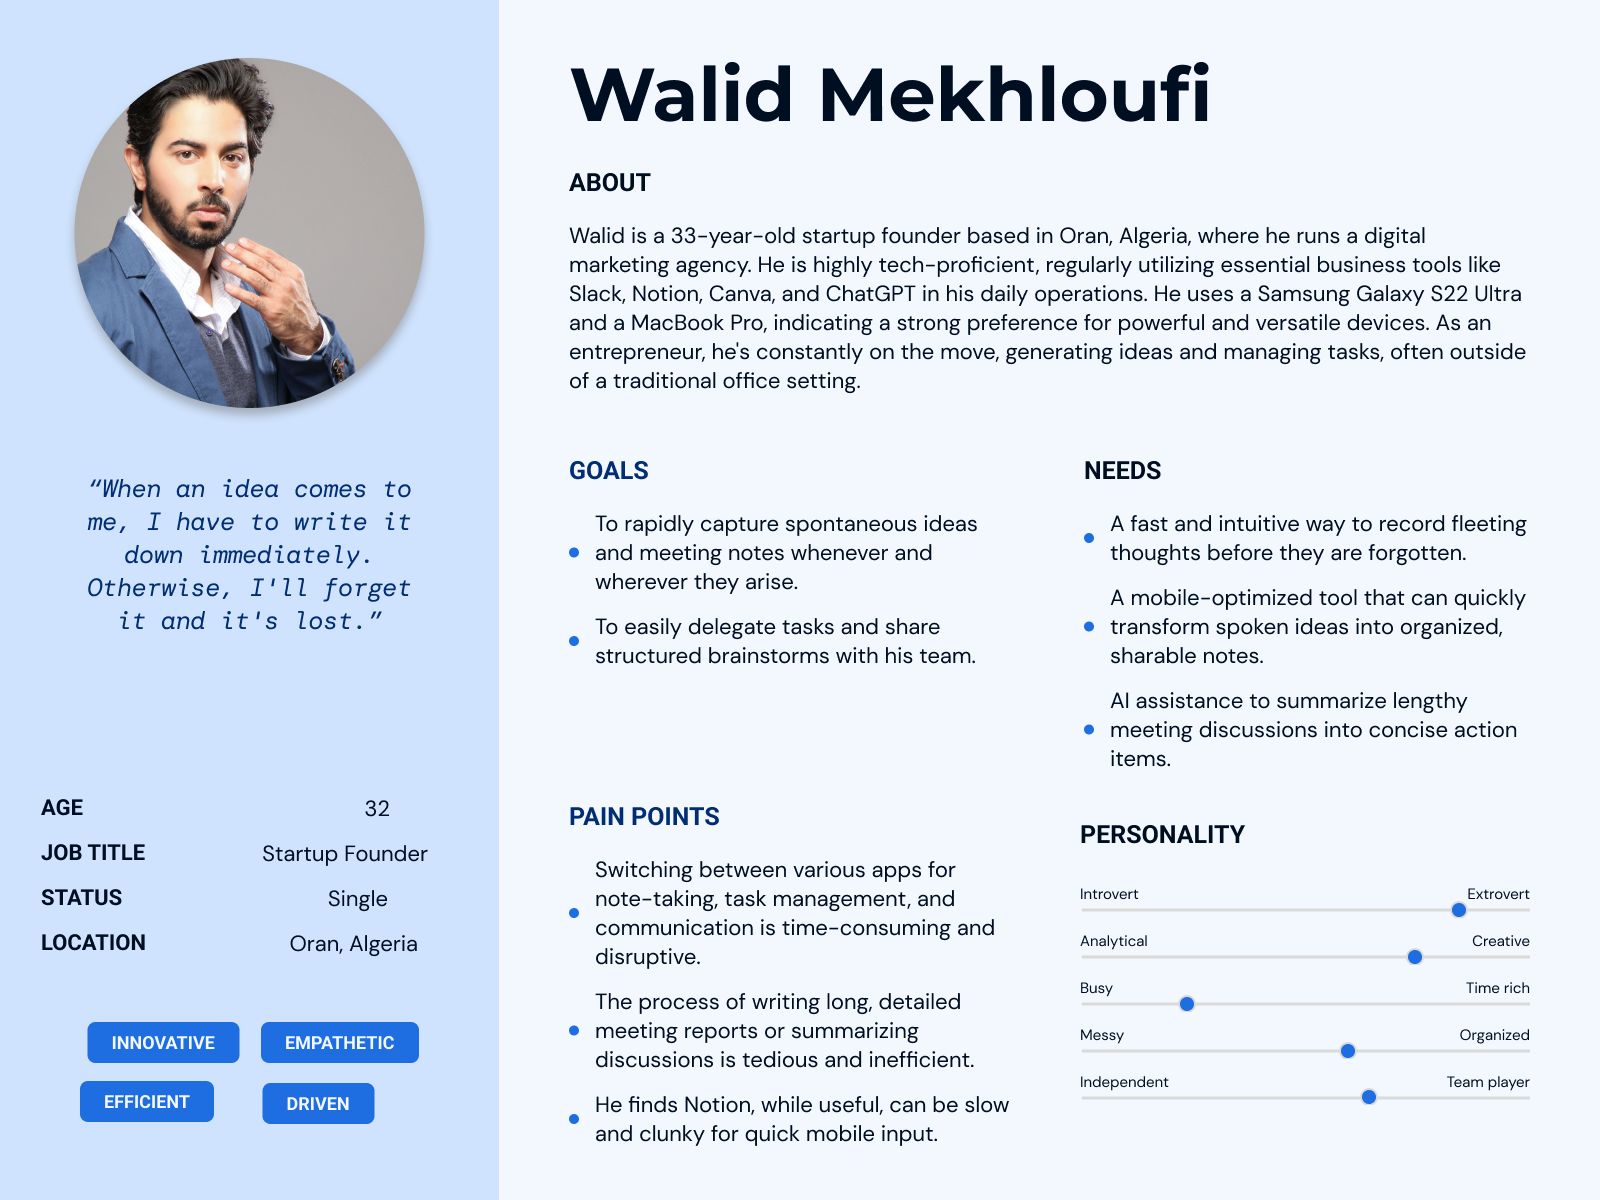 Walid Mekhloufi
ABOUT
Walid is a 33-year-old startup founder based in Oran, Algeria, where he runs a digital
marketing agency. He is highly tech-proficient, regularly utilizing essential business tools like
Slack, Notion, Canva, and ChatGPT in his daily operations. He uses a Samsung Galaxy S22 Ultra
and a MacBook Pro, indicating a strong preference for powerful and versatile devices. As an
entrepreneur, he's constantly on the move, generating ideas and managing tasks, often outside
of a traditional office setting.
“When an idea comes to
me, I have to write it
down immediately.
Otherwise, I'll forget
it and it's lost.”
AGE 32
JOB TITLE Startup Founder
STATUS Single
LOCATION Oran, Algeria
INNOVATIVE EMPATHETIC
EFFICIENT DRIVEN
GOALS
To rapidly capture spontaneous ideas
and meeting notes whenever and
wherever they arise.
To easily delegate tasks and share
structured brainstorms with his team.
NEEDS
A fast and intuitive way to record fleeting
thoughts before they are forgotten.
A mobile-optimized tool that can quickly
transform spoken ideas into organized,
sharable notes.
AI assistance to summarize lengthy
meeting discussions into concise action
items.
PAIN POINTS
Switching between various apps for
note-taking, task management, and
communication is time-consuming and
disruptive.
The process of writing long, detailed
meeting reports or summarizing
discussions is tedious and inefficient.
He finds Notion, while useful, can be slow
and clunky for quick mobile input.
PERSONALITY
Introvert Extrovert
Analytical Creative
Busy Time rich
Messy Organized
Independent Team player